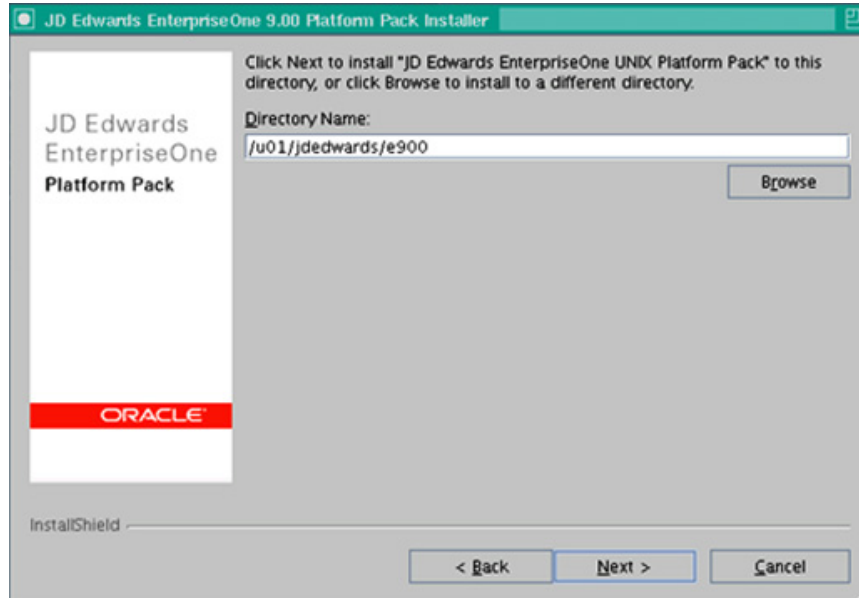 JD Edwards EnterpriseOne 9.00 Platform Pack Installer
JD Edwards
EnterpriseOne
Platform Pack
ORACLE
Click Next to install "JD Edwards EnterpriseOne UNIX Platform Pack" to this
directory, or click Browse to install to a different directory.
Directory Name:
/u01/jdedwards/e900
Browse
InstallShield
< Back
Next >
Cancel